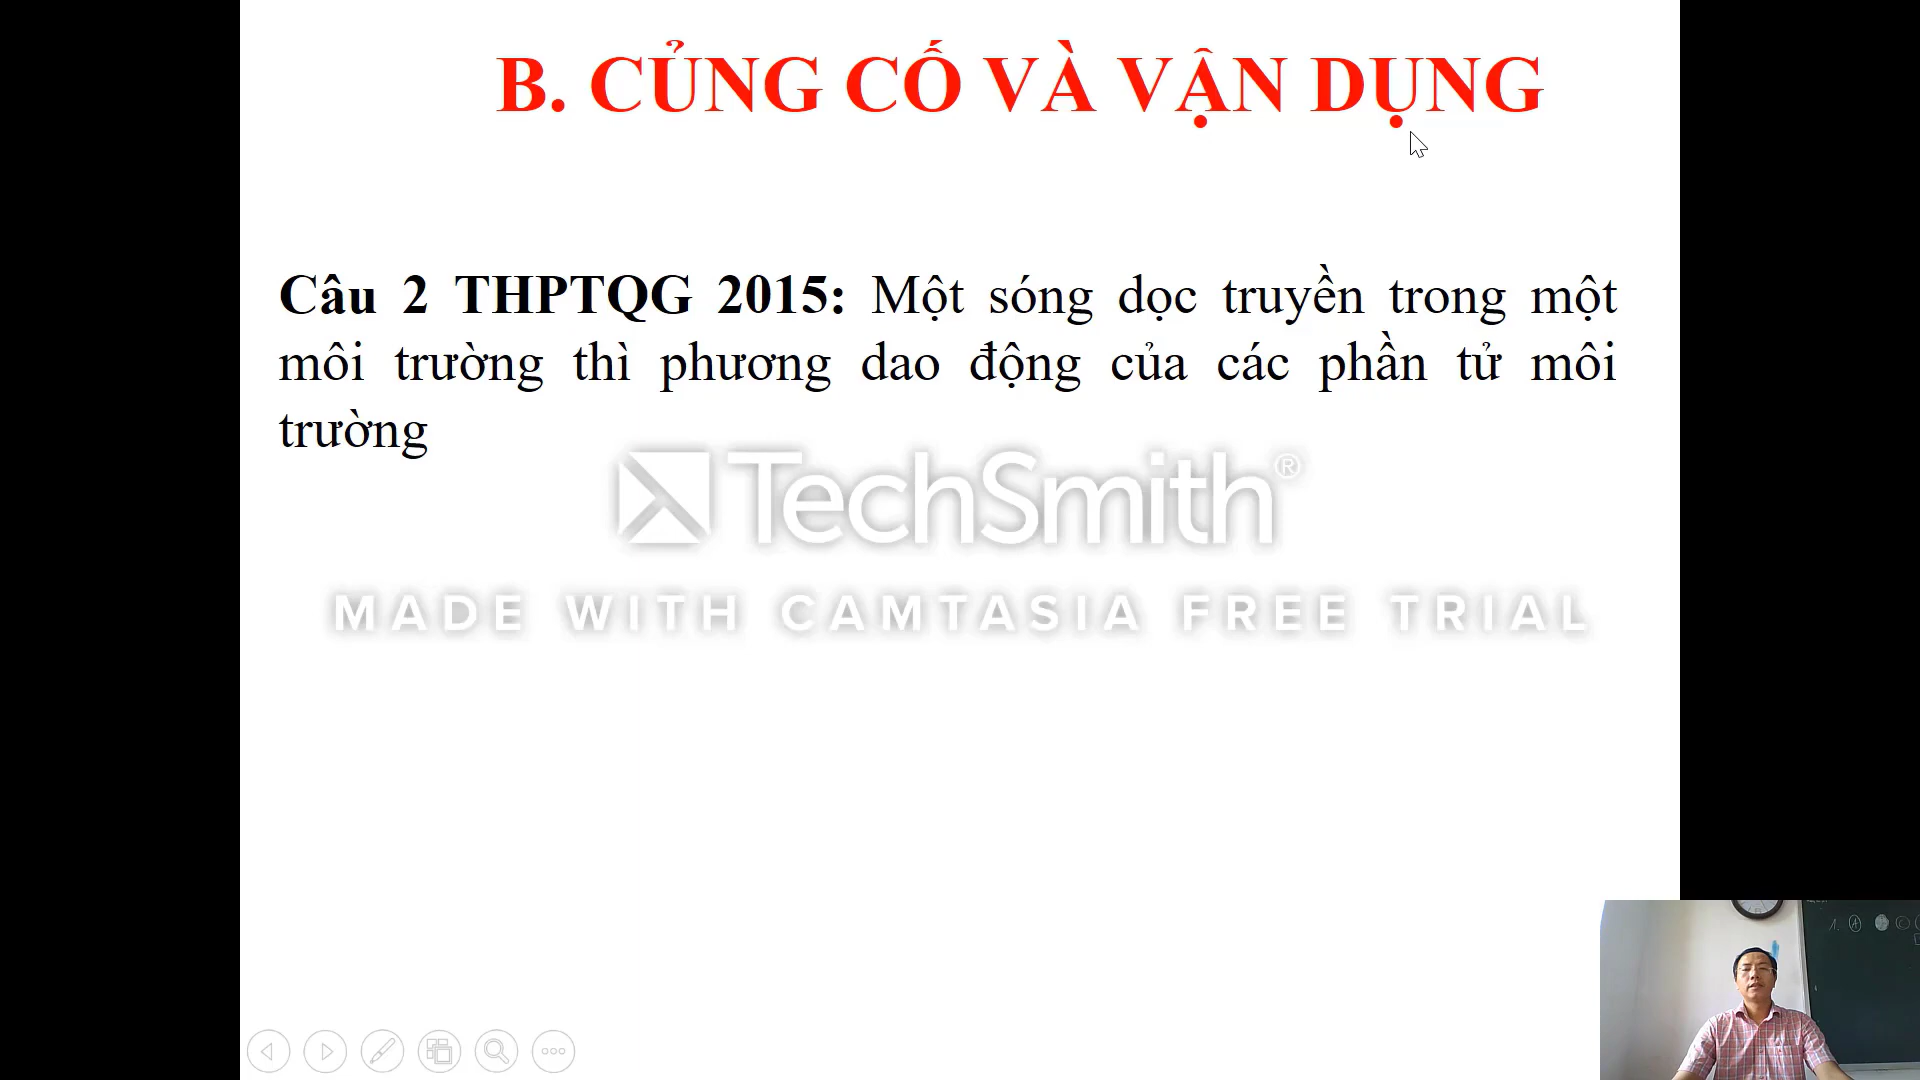 B. CỦNG CỐ VÀ VẬN DỤNG
Câu 2 THPTQG 2015: Một sóng dọc truyền trong một
môi trường thì phương dao động của các phần tử môi
trường
TechSmith®
MADE WITH CAMTASIA FREE TRIAL
1. A C